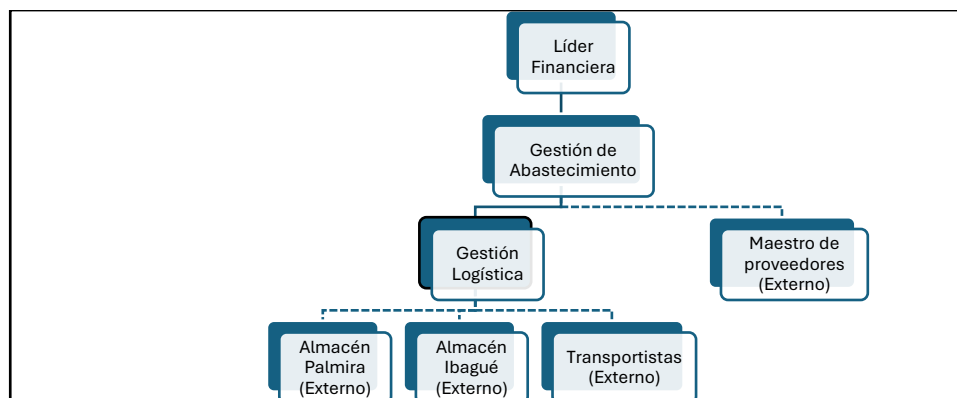 Líder
Financiera
Gestión de
Abastecimiento
Gestión
Logística
Maestro de
proveedores
(Externo)
Almacén
Palmira
(Externo)
Almacén
Ibagué
(Externo)
Transportistas
(Externo)